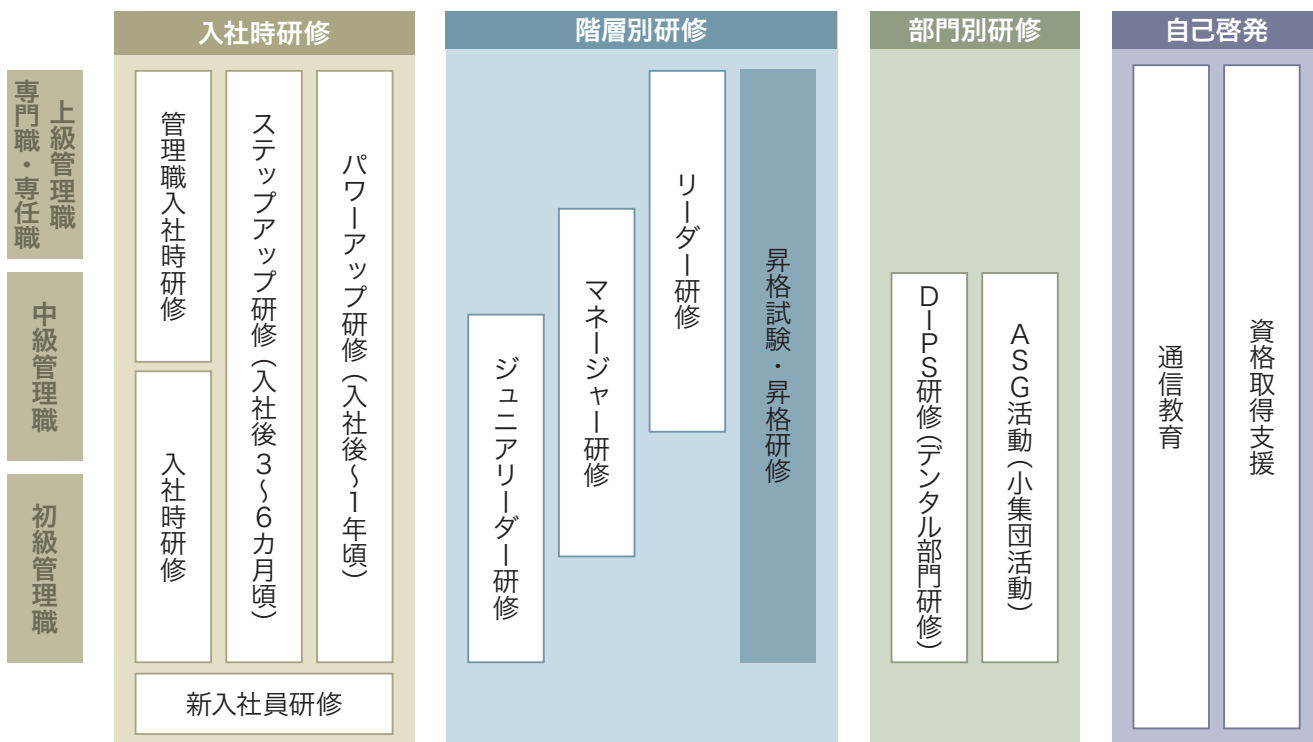 入社時研修
階層別研修
部門別研修
自己啓発
上級管理職
専門職・専任職
中級管理職
初級管理職
管理職入社時研修
入社時研修
ステップアップ研修（入社後３〜６カ月頃）
パワーアップ研修（入社後〜１年頃）
新入社員研修
ジュニアリーダー研修
マネージャー研修
リーダー研修
昇格試験・昇格研修
ＤＩＰＳ研修（デンタル部門研修）
ＡＳＧ活動（小集団活動）
通信教育
資格取得支援